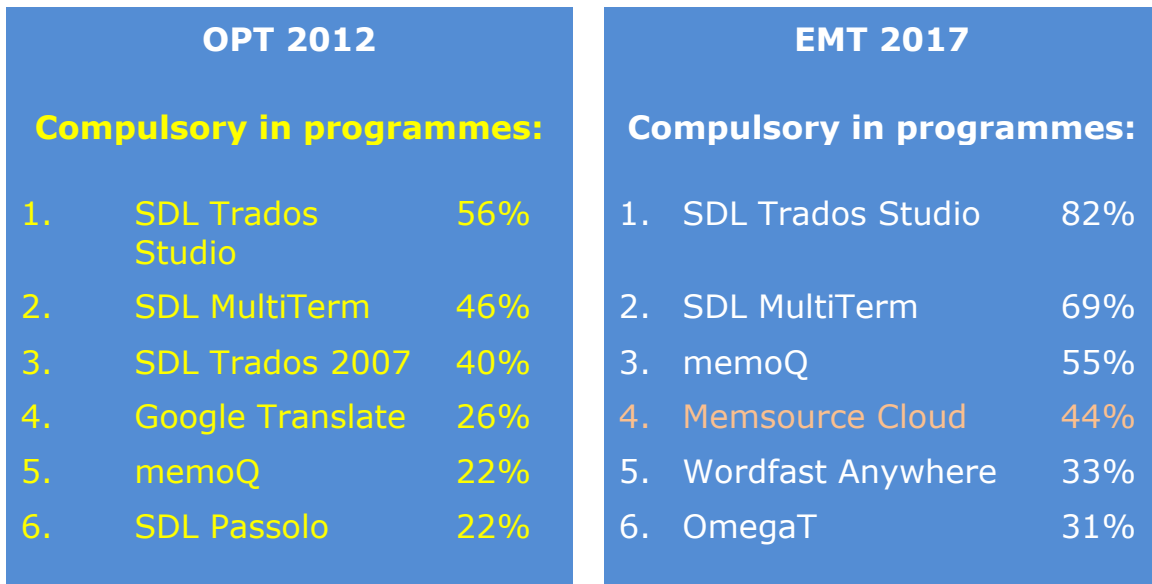 OPT 2012
Compulsory in programmes:
1. SDL Trados 56%
Studio
2. SDL MultiTerm 46%
3. SDL Trados 2007 40%
4. Google Translate 26%
5. memoQ 22%
6. SDL Passolo 22%
EMT 2017
Compulsory in programmes:
1. SDL Trados Studio 82%
2. SDL MultiTerm 69%
3. memoQ 55%
4. Memsource Cloud 44%
5. Wordfast Anywhere 33%
6. OmegaT 31%